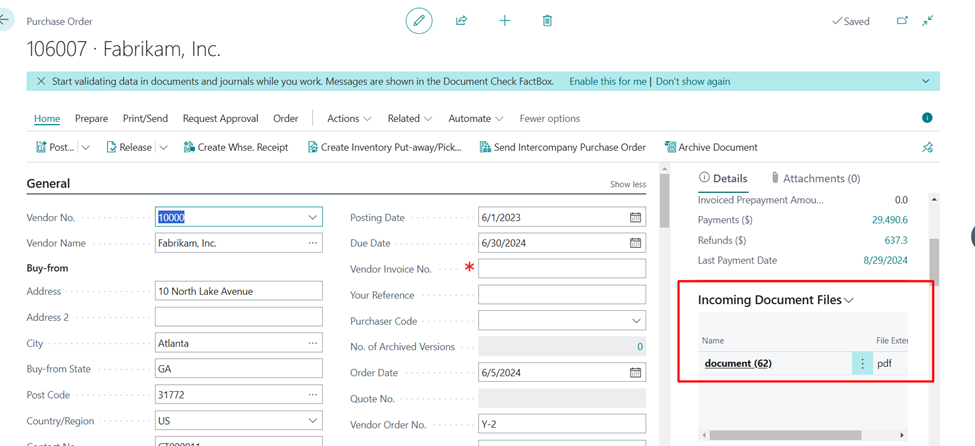 Purchase Order
Saved
106007 · Fabrikam, Inc.
Start validating data in documents and journals while you work. Messages are shown in the Document Check FactBox. Enable this for me | Don't show again
Home Prepare Print/Send Request Approval Order Actions Related Automate Fewer options
Post... Release Create Whse. Receipt Create Inventory Put-away/Pick... Send Intercompany Purchase Order Archive Document
General
Show less
Vendor No. 10000
Vendor Name Fabrikam, Inc. ...
Buy-from
Address 10 North Lake Avenue
Address 2
City Atlanta ...
Buy-from State GA
Post Code 31772 ...
Country/Region US
Contact No. CT000011
Posting Date 6/1/2023
Due Date 6/30/2024
Vendor Invoice No. *
Your Reference
Purchaser Code
No. of Archived Versions 0
Order Date 6/5/2024
Quote No.
Vendor Order No. Y-2
Details Attachments (0)
Invoiced Prepayment Amou... 0.0
Payments ($) 29,490.6
Refunds ($) 637.3
Last Payment Date 8/29/2024
Incoming Document Files
Name File Exter
document (62) pdf